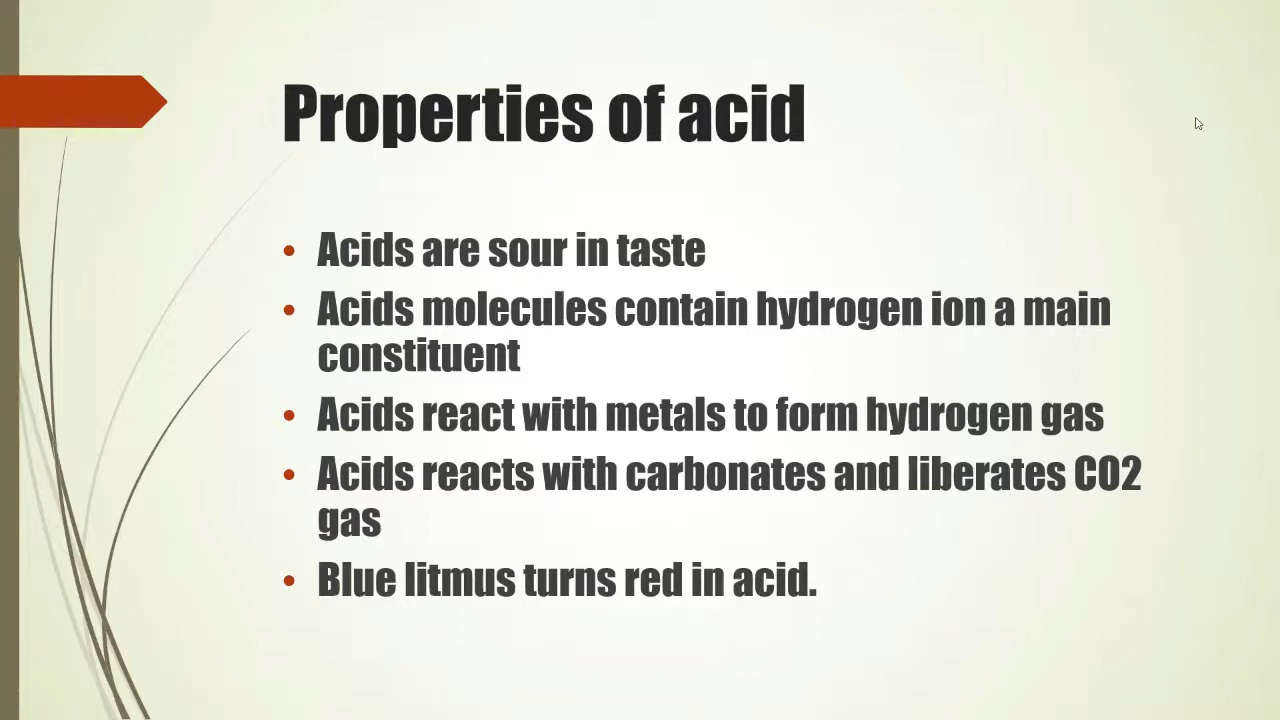 Properties of acid
• Acids are sour in taste
• Acids molecules contain hydrogen ion a main
constituent
• Acids react with metals to form hydrogen gas
• Acids reacts with carbonates and liberates CO2
gas
• Blue litmus turns red in acid.